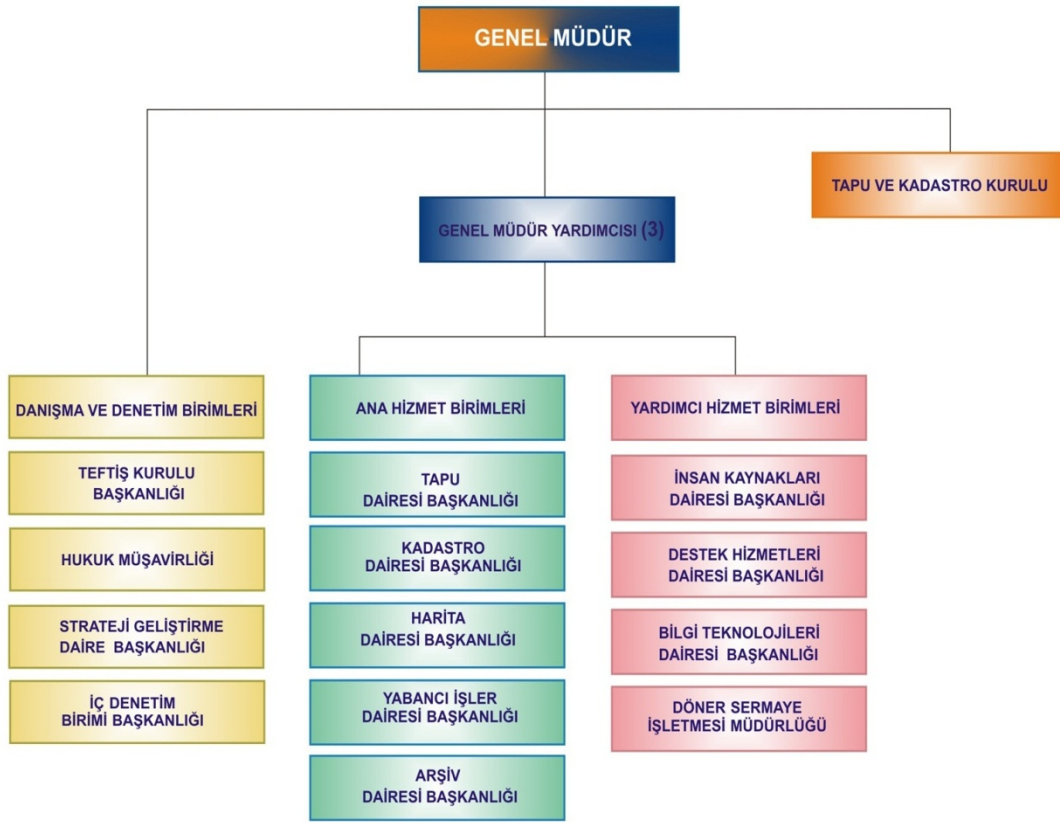 GENEL MÜDÜR
TAPU VE KADASTRO KURULU
GENEL MÜDÜR YARDIMCISI (3)
DANIŞMA VE DENETİM BİRİMLERİ
TEFTİŞ KURULU
BAŞKANLIĞI
HUKUK MÜŞAVİRLİĞİ
STRATEJİ GELİŞTİRME
DAİRE BAŞKANLIĞI
İÇ DENETİM
BİRİMİ BAŞKANLIĞI
ANA HİZMET BİRİMLERİ
TAPU
DAİRESİ BAŞKANLIĞI
KADASTRO
DAİRESİ BAŞKANLIĞI
HARİTA
DAİRESİ BAŞKANLIĞI
YABANCI İŞLER
DAİRESİ BAŞKANLIĞI
ARŞİV
DAİRESİ BAŞKANLIĞI
YARDIMCI HİZMET BİRİMLERİ
İNSAN KAYNAKLARI
DAİRESİ BAŞKANLIĞI
DESTEK HİZMETLERİ
DAİRESİ BAŞKANLIĞI
BİLGİ TEKNOLOJİLERİ
DAİRESİ BAŞKANLIĞI
DÖNER SERMAYE
İŞLETMESİ MÜDÜRLÜĞÜ